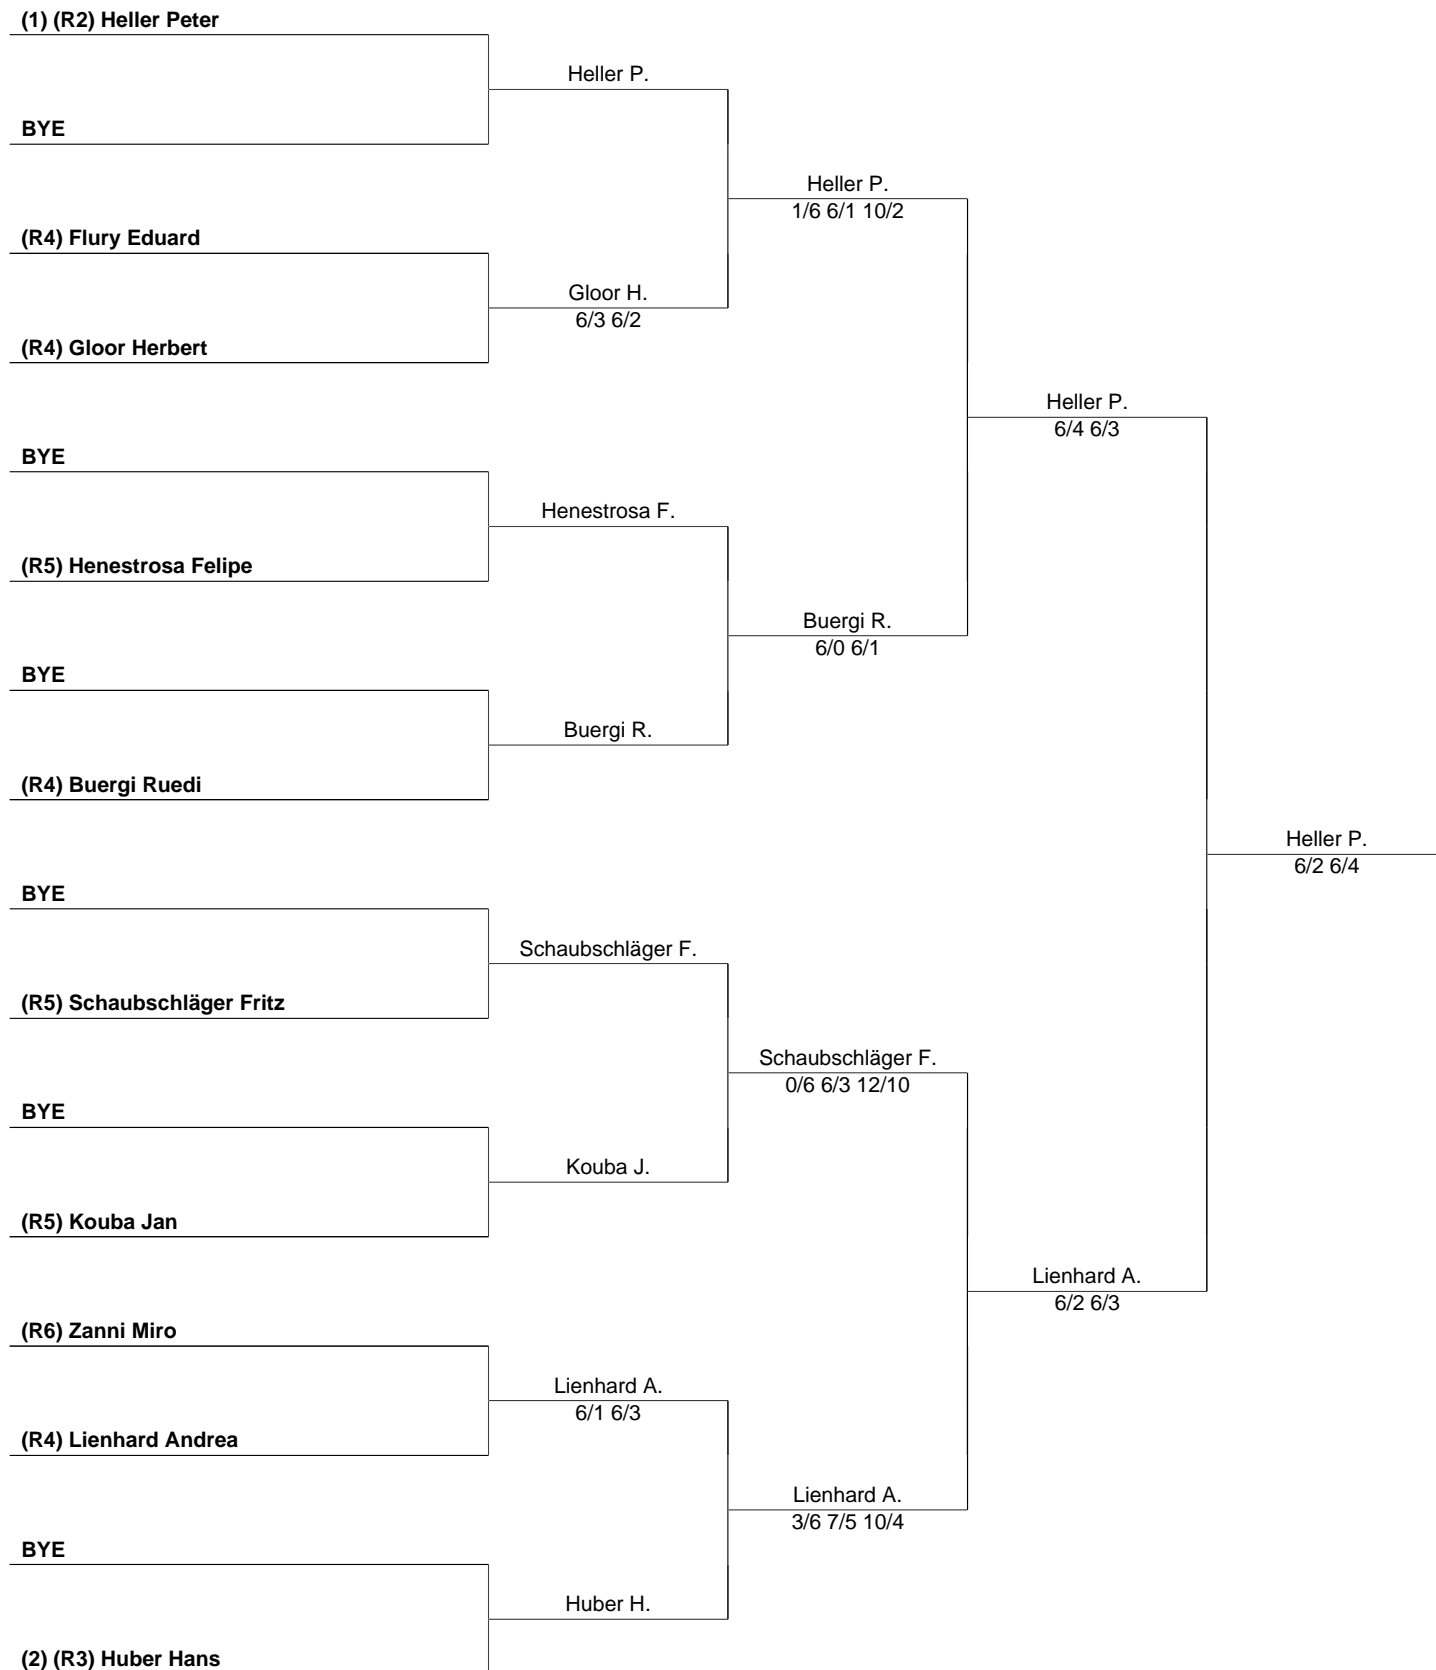 (1) (R2) Heller Peter
Heller P.
BYE
Heller P.
1/6 6/1 10/2
(R4) Flury Eduard
Gloor H.
6/3 6/2
(R4) Gloor Herbert
Heller P.
6/4 6/3
BYE
Henestrosa F.
(R5) Henestrosa Felipe
Buergi R.
6/0 6/1
BYE
Buergi R.
(R4) Buergi Ruedi
Heller P.
6/2 6/4
BYE
Schaubschläger F.
(R5) Schaubschläger Fritz
Schaubschläger F.
0/6 6/3 12/10
BYE
Kouba J.
(R5) Kouba Jan
Lienhard A.
6/2 6/3
(R6) Zanni Miro
Lienhard A.
6/1 6/3
(R4) Lienhard Andrea
Lienhard A.
3/6 7/5 10/4
BYE
Huber H.
(2) (R3) Huber Hans